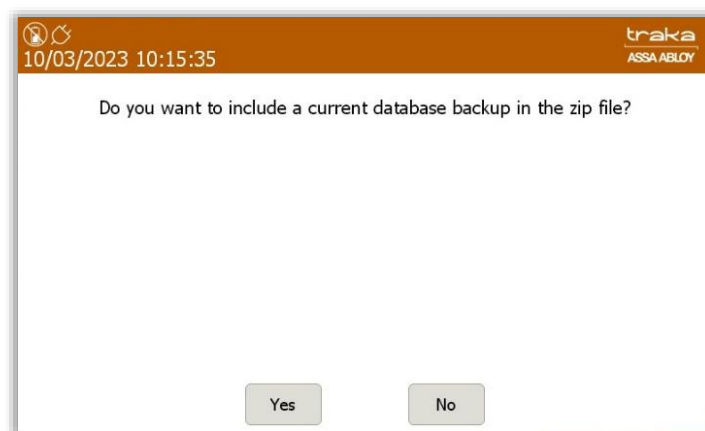 traka
10/03/2023 10:15:35
ASSA ABLOY
Do you want to include a current database backup in the zip file?
Yes
No